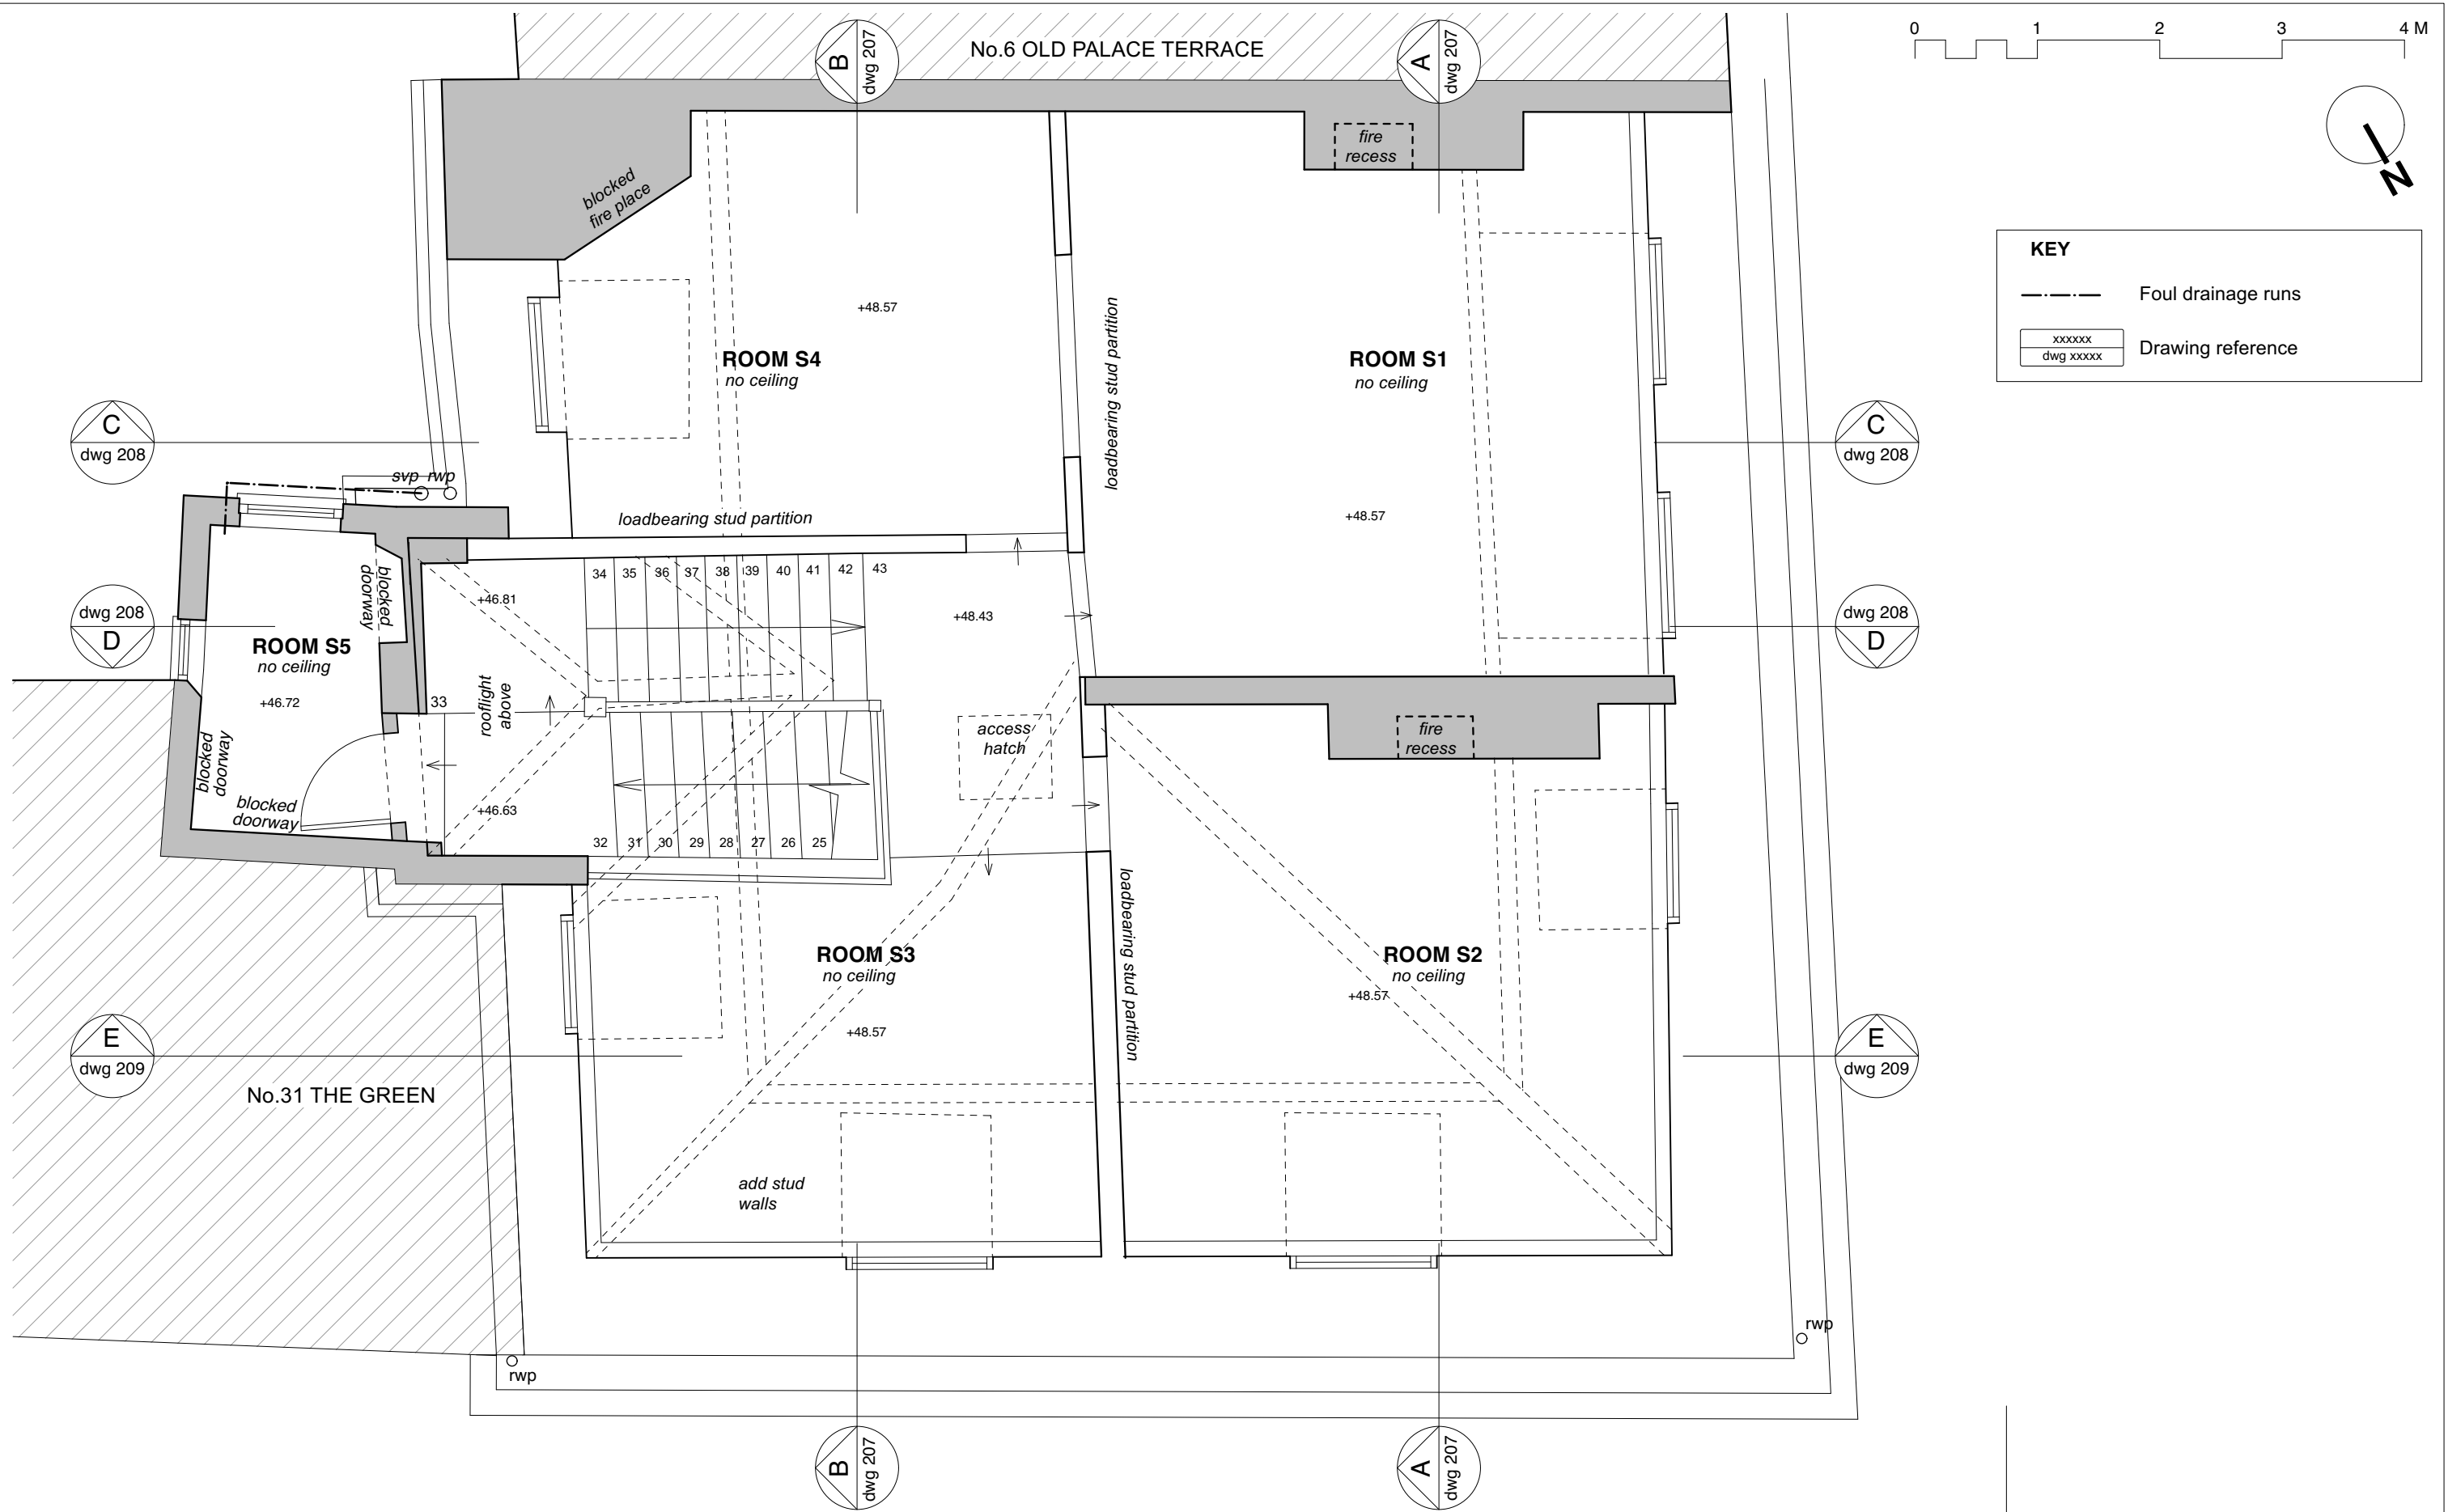 No.6 OLD PALACE TERRACE
B
dwg 207
A
dwg 207
0 1 2 3 4 M
N
KEY
Foul drainage runs
xxxxxx
dwg xxxxx
Drawing reference
fire
recess
blocked
fire place
+48.57
ROOM S4
no ceiling
loadbearing stud partition
ROOM S1
no ceiling
+48.57
C
dwg 208
C
dwg 208
svp rwp
loadbearing stud partition
blocked
doorway
34 35 36 37 38 39 40 41 42 43
+46.81
+48.43
dwg 208
D
dwg 208
D
ROOM S5
no ceiling
+46.72
33
rooflight
above
access
hatch
fire
recess
blocked
doorway
blocked
doorway
+46.63
32 31 30 29 28 27 26 25
loadbearing stud partition
ROOM S3
no ceiling
+48.57
ROOM S2
no ceiling
+48.57
E
dwg 209
E
dwg 209
No.31 THE GREEN
add stud
walls
rwp
rwp
B
dwg 207
A
dwg 207